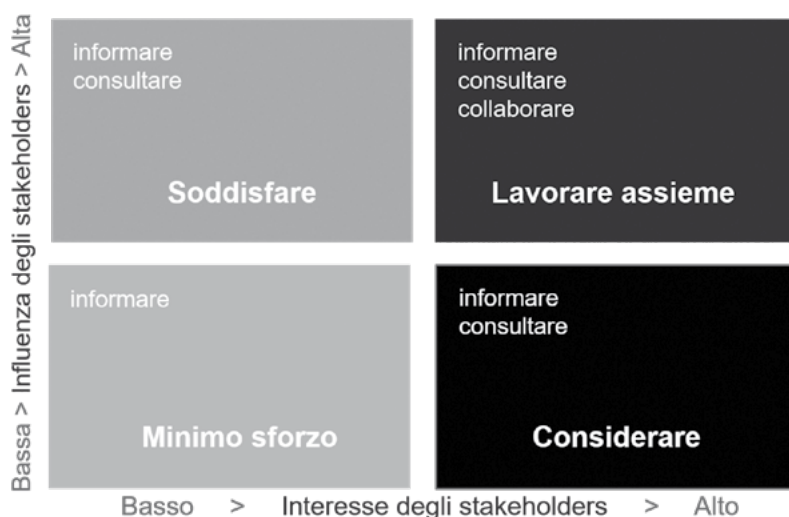 Bassa > Influenza degli stakeholders > Alta
informare
consultare
Soddisfare
informare
consultare
collaborare
Lavorare assieme
informare
Minimo sforzo
informare
consultare
Considerare
Basso > Interesse degli stakeholders > Alto